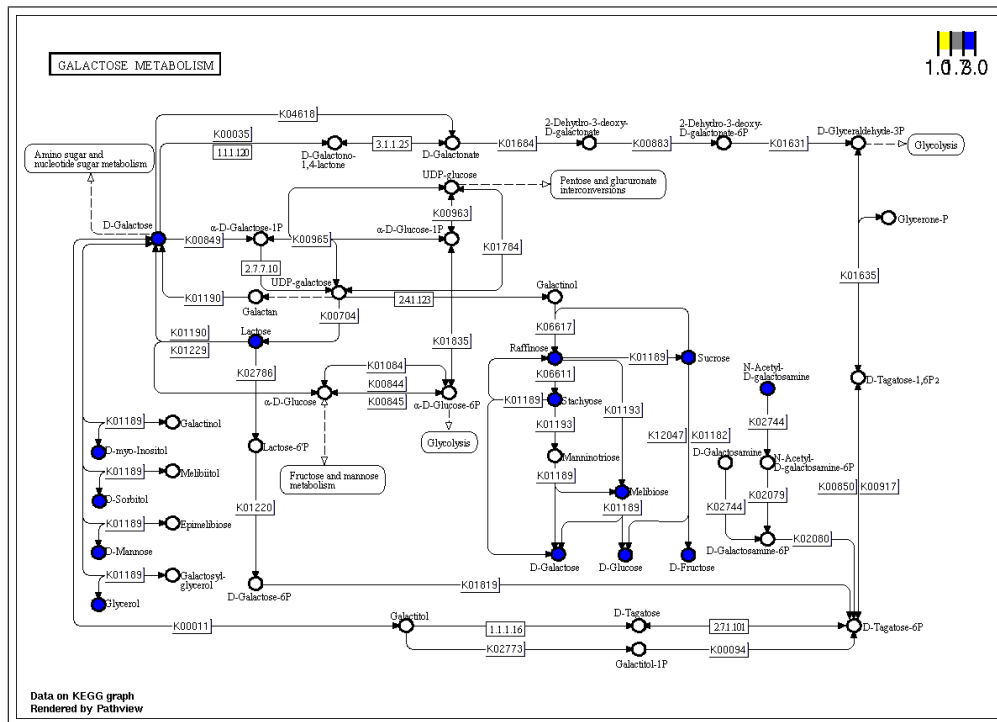 GALACTOSE METABOLISM
K04618
K00035
1.1.1.120
3.1.1.25
D-Galactono-
1,4-lactone
D-Galactonate
K01684
2-Dehydro-3-deoxy-
D-galactonate
K00883
2-Dehydro-3-deoxy-
D-galactonate-6P
K01631
D-Glyceraldehyde-3P
Glycolysis
Amino sugar and
nucleotide sugar metabolism
UDP-glucose
Pentose and glucuronate
interconversions
K00963
D-Galactose
K00849
α-D-Galactose-1P
K00965
α-D-Glucose-1P
K01784
Glycerone-P
2.7.7.10
UDP-galactose
K01190
Galactan
2.4.1.123
Galactinol
K01635
K00704
K01190
K01229
Lactose
K01835
K06617
K02786
K01084
K00844
K00845
α-D-Glucose
α-D-Glucose-6P
Raffinose
K01189
Sucrose
K06611
K01189
Stachyose
K01193
K01193
N-Acetyl-
D-galactosamine
D-Tagatose-1,6P2
K02744
K01189
Galactinol
D-myo-Inositol
Lactose-6'P
Glycolysis
Manninotriose
K12047
K01182
D-Galactosamine
N-Acetyl-
D-galactosamine-6P
K01189
Melibiitol
D-Sorbitol
Fructose and mannose
metabolism
K01189
Melibiose
K01189
K02744
K02079
K00850
K00917
K01220
K01189
Epimelibiose
D-Mannose
D-Galactosamine-6P
K02080
K01189
Galactosyl-
glycerol
Glycerol
D-Galactose
D-Glucose
D-Fructose
D-Galactose-6P
K01819
K00011
Galactitol
1.1.1.16
D-Tagatose
2.7.1.101
D-Tagatose-6P
K02773
Galactitol-1P
K00094
Data on KEGG graph
Rendered by Pathview